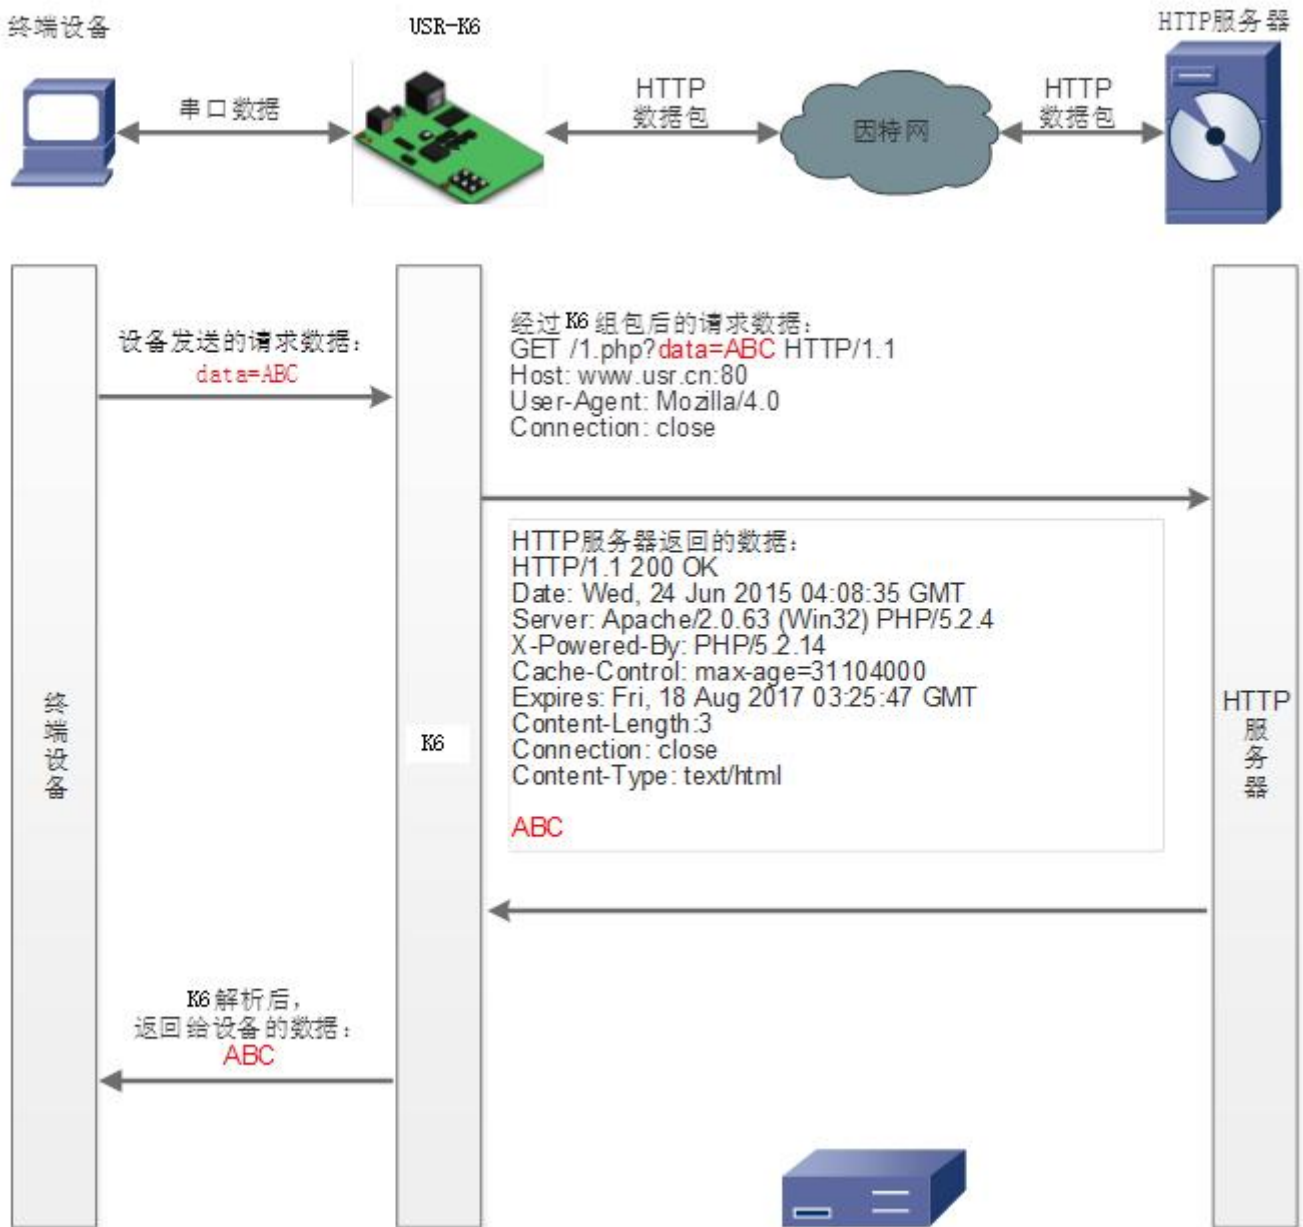 终端设备
USR-K6
HTTP服务器
串口数据
HTTP
数据包
因特网
HTTP
数据包
设备发送的请求数据:
data=ABC
经过K6组包后的请求数据:
GET /1.php?data=ABC HTTP/1.1
Host: www.usr.cn:80
User-Agent: Mozilla/4.0
Connection: close
HTTP服务器返回的数据:
HTTP/1.1 200 OK
Date: Wed, 24 Jun 2015 04:08:35 GMT
Server: Apache/2.0.63 (Win32) PHP/5.2.4
X-Powered-By: PHP/5.2.14
Cache-Control: max-age=31104000
Expires: Fri, 18 Aug 2017 03:25:47 GMT
Content-Length:3
Connection: close
Content-Type: text/html
ABC
终端设备
K6
HTTP
服务器
K6解析后,
返回给设备的数据:
ABC